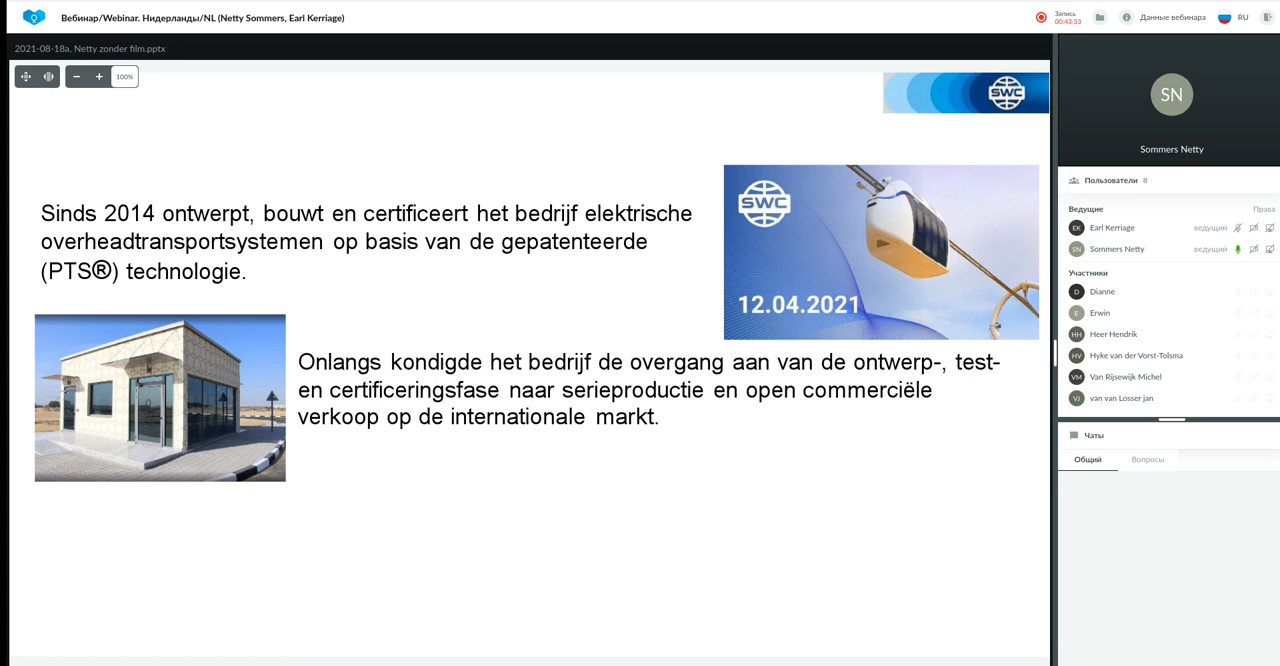 Вебинар/Webinar. Нидерланды/NL (Netty Sommers, Earl Kerriage)
Запись
00:43:33
Данные вебинара
RU
2021-08-18a, Netty zonder film.pptx
100%
SWC
Sinds 2014 ontwerpt, bouwt en certificeert het bedrijf elektrische
overheadtransportsystemen op basis van de gepatenteerde
(PTS®) technologie.
SWC
12.04.2021
Onlangs kondigde het bedrijf de overgang aan van de ontwerp-, test-
en certificeringsfase naar serieproductie en open commerciële
verkoop op de internationale markt.
SN
Sommers Netty
Пользователи 8
Ведущие Права
EK Earl Kerriage ведущий
SN Sommers Netty ведущий
Участники
D Dianne
E Erwin
HH Heer Hendrik
HV Hyke van der Vorst-Tolsma
VM Van Rijsewijk Michel
VJ van van Losser jan
Чаты
Общий Вопросы